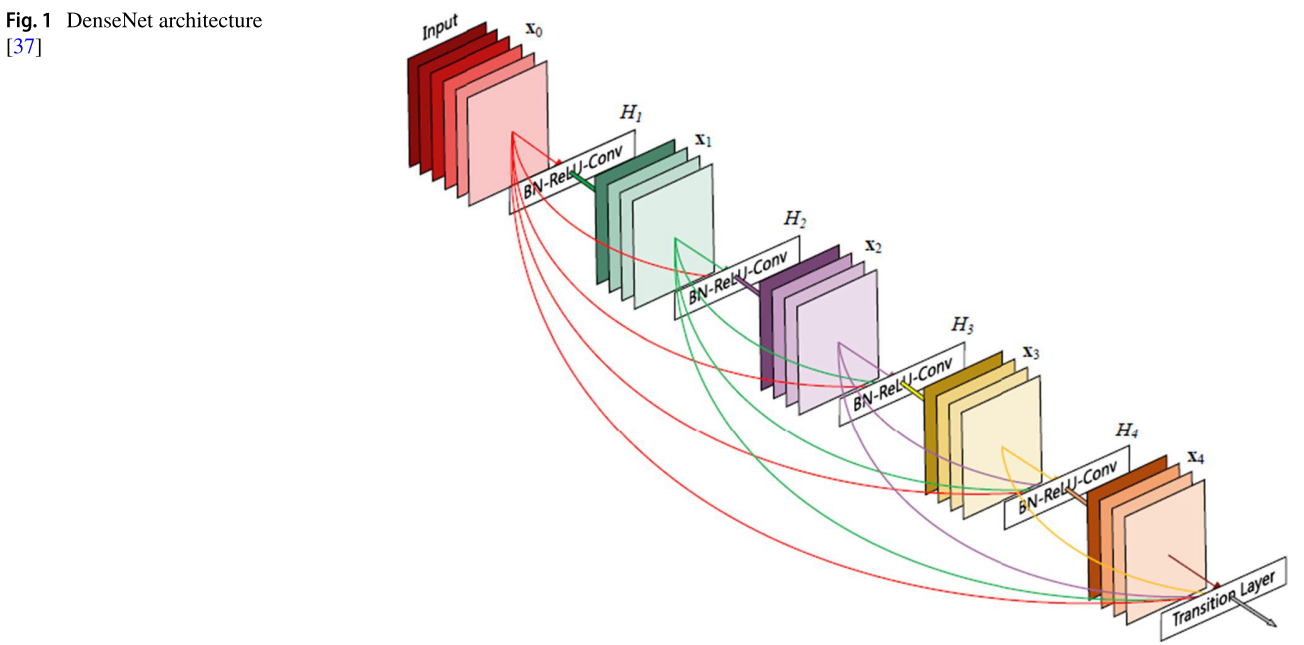 Fig. 1 DenseNet architecture
[37]
Input
x0
H1
BN-ReLU-Conv
x1
H2
BN-ReLU-Conv
x2
H3
BN-ReLU-Conv
x3
H4
BN-ReLU-Conv
x4
Transition Layer